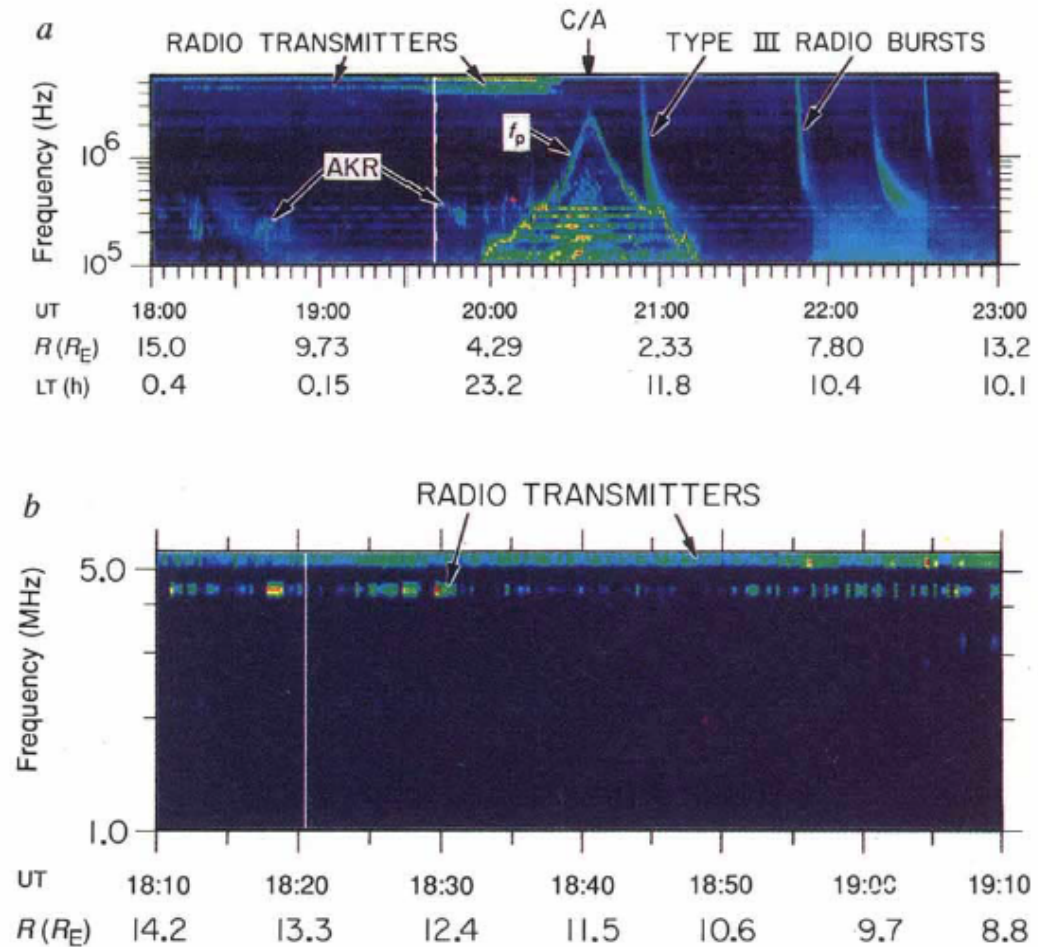 a
C/A
RADIO TRANSMITTERS TYPE III RADIO BURSTS
Frequency (Hz)
10⁶
10⁵
fp
AKR
UT 18:00 19:00 20:00 21:00 22:00 23:00
R (RE) 15.0 9.73 4.29 2.33 7.80 13.2
LT (h) 0.4 0.15 23.2 11.8 10.4 10.1
b
RADIO TRANSMITTERS
Frequency (MHz)
5.0
1.0
UT 18:10 18:20 18:30 18:40 18:50 19:00 19:10
R (RE) 14.2 13.3 12.4 11.5 10.6 9.7 8.8